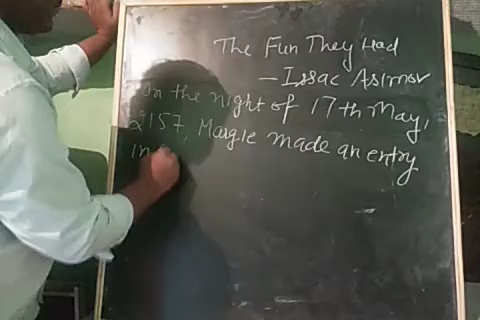 The Fun They Had
- Issac Asimov
On the night of 17th May,
2157, Margie made an entry
in